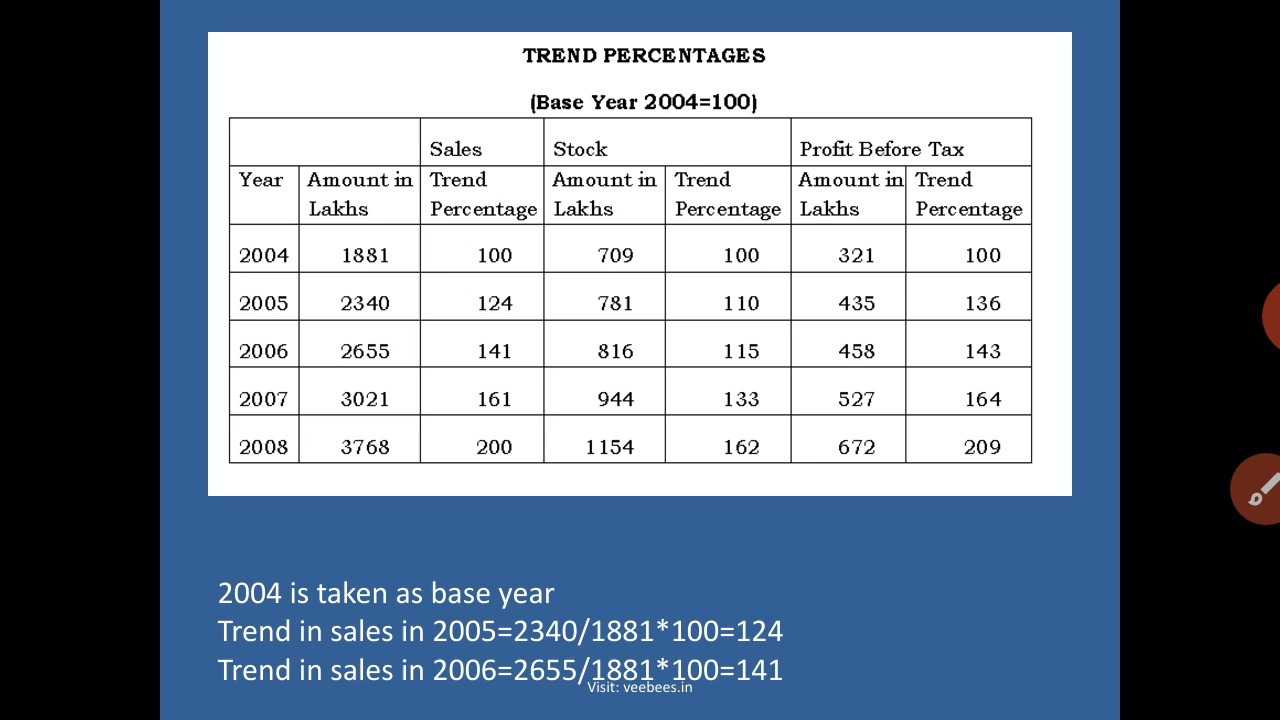 TREND PERCENTAGES
(Base Year 2004=100)
Sales Stock Profit Before Tax
Year Amount in Lakhs Trend Percentage Amount in Lakhs Trend Percentage Amount in Lakhs Trend Percentage
2004 1881 100 709 100 321 100
2005 2340 124 781 110 435 136
2006 2655 141 816 115 458 143
2007 3021 161 944 133 527 164
2008 3768 200 1154 162 672 209
2004 is taken as base year
Trend in sales in 2005=2340/1881*100=124
Trend in sales in 2006=2655/1881*100=141
Visit: veebees.in